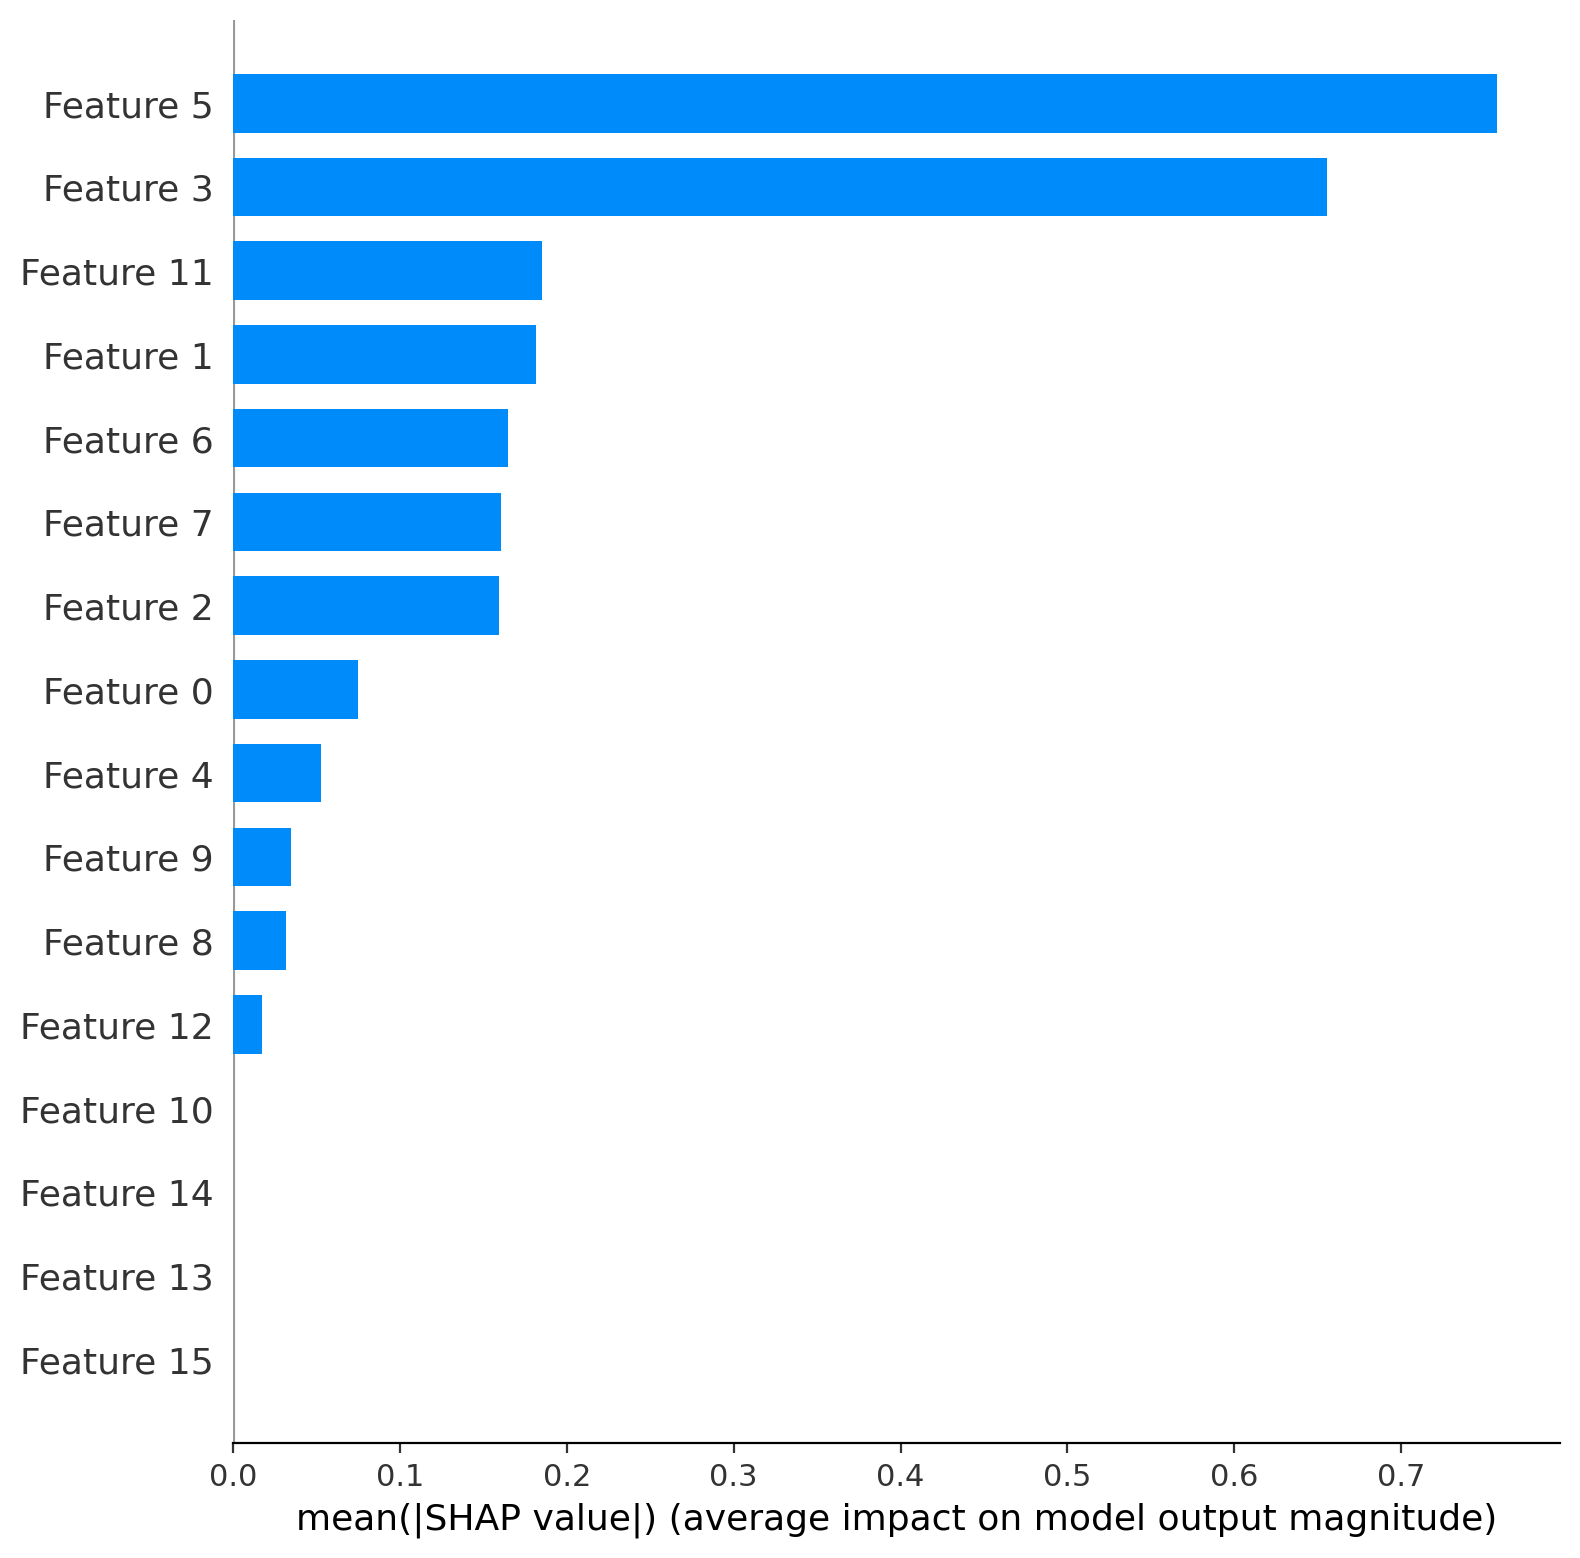 Feature 5
Feature 3
Feature 11
Feature 1
Feature 6
Feature 7
Feature 2
Feature 0
Feature 4
Feature 9
Feature 8
Feature 12
Feature 10
Feature 14
Feature 13
Feature 15
0.0 0.1 0.2 0.3 0.4 0.5 0.6 0.7
mean(|SHAP value|) (average impact on model output magnitude)